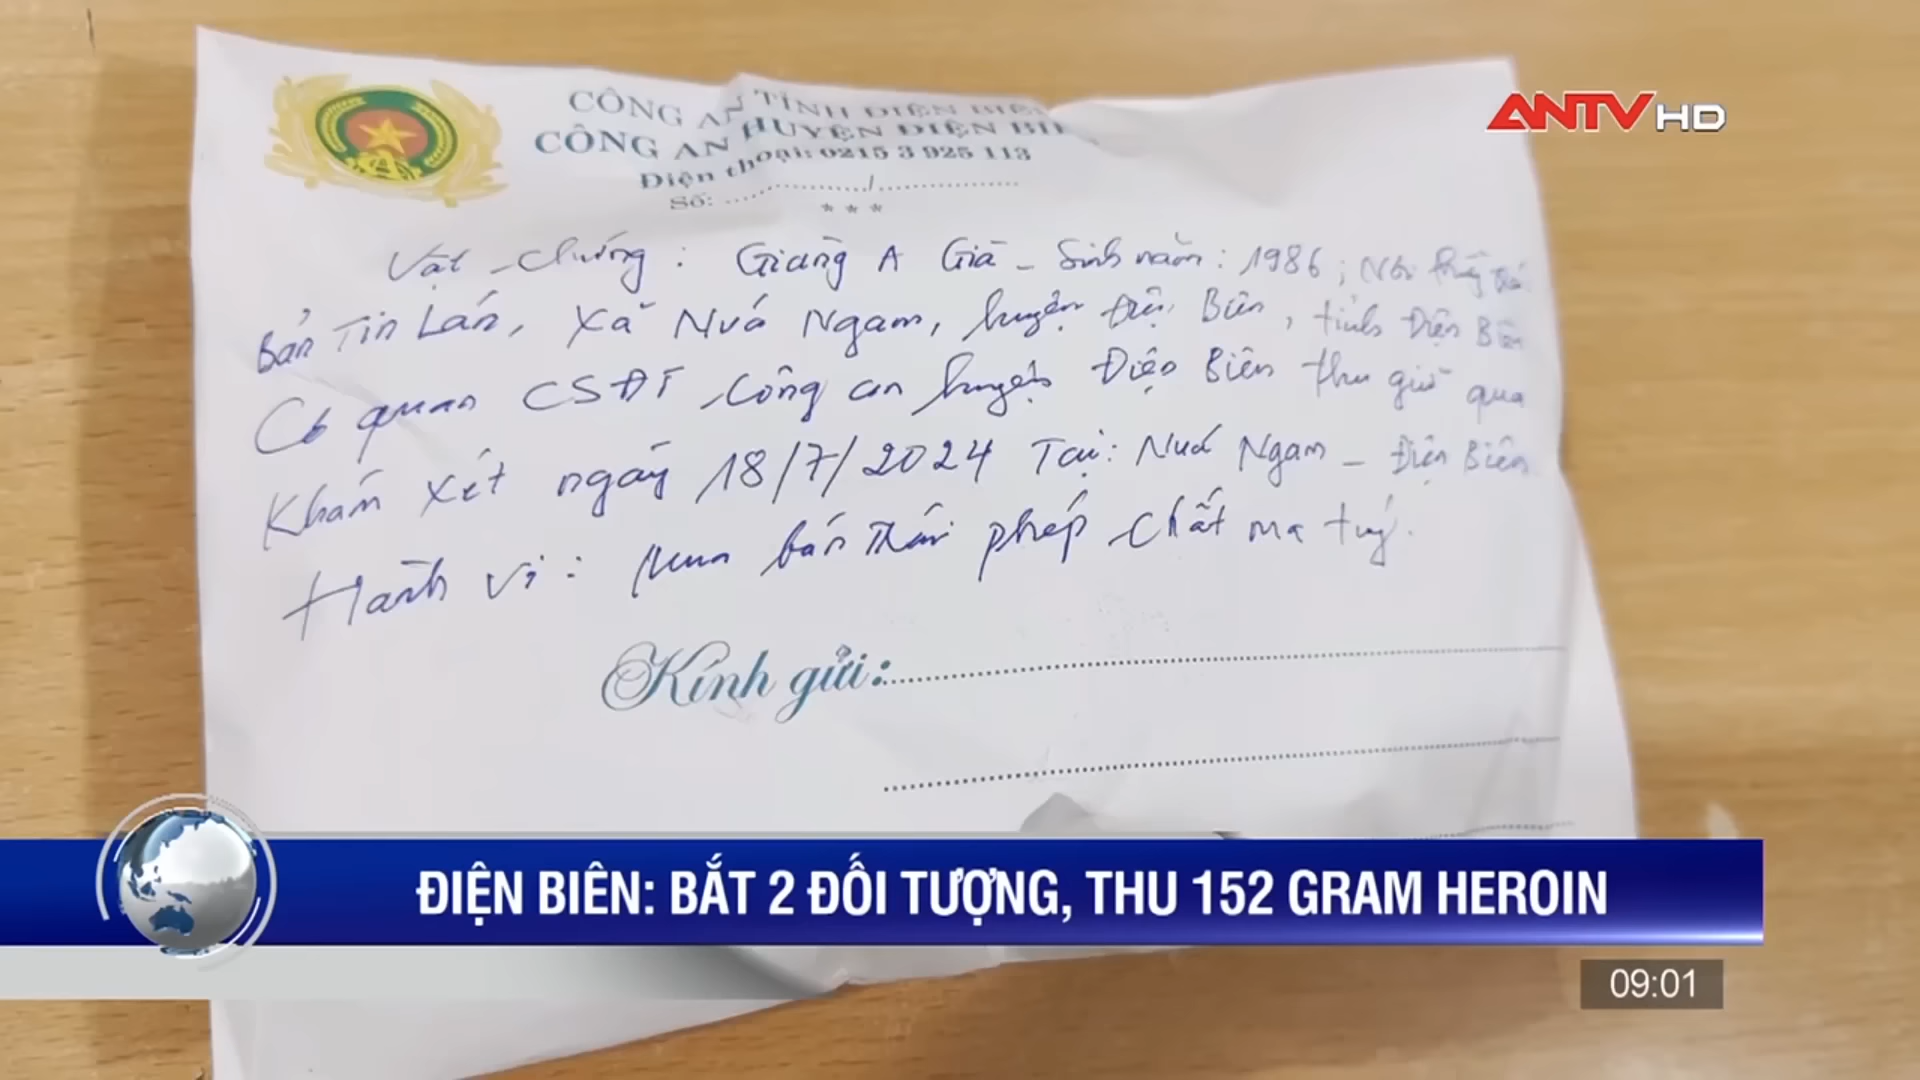 ANTV HD
CÔNG AN TỈNH ĐIỆN BIÊN
CÔNG AN HUYỆN ĐIỆN BIÊN
Điện thoại: 0215 3 925 113
Số: ............./................
***
Vật chứng : Giàng A Già - Sinh năm : 1986 ; Nơi thường trú:
Bản Tin Lán, xã Nuá Ngam, huyện Điện Biên, tỉnh Điện Biên
Cơ quan CSĐT Công an huyện Điện Biên thu giữ qua
Khám xét ngày 18/7/2024 Tại: Nuá Ngam - Điện Biên
Hành vi : Mua bán trái phép chất ma túy.
Kính gửi:
ĐIỆN BIÊN: BẮT 2 ĐỐI TƯỢNG, THU 152 GRAM HEROIN
09:01